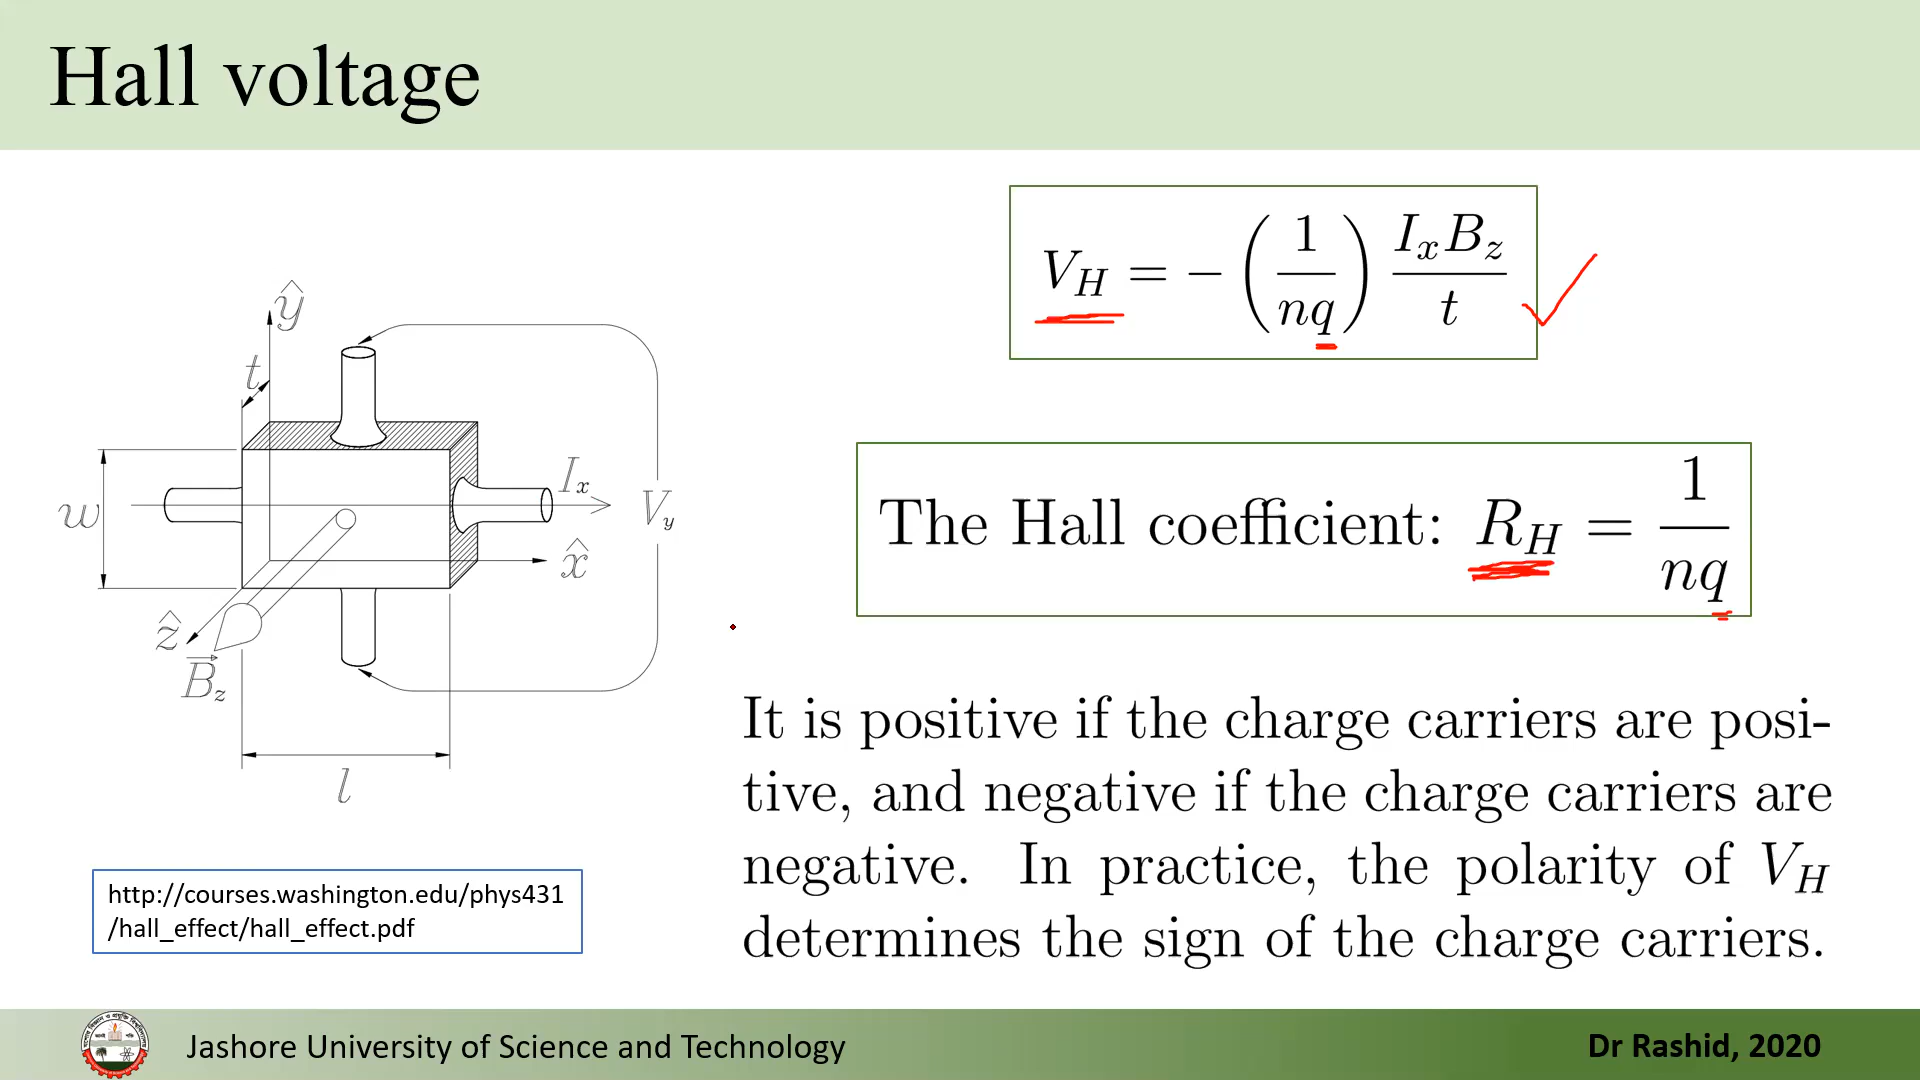 Hall voltage
V_H = − (1/nq) I_x B_z / t
The Hall coefficient: R_H = 1/nq
ŷ
t
w
I_x
V_y
x̂
ẑ
B⃗_z
l
It is positive if the charge carriers are posi-
tive, and negative if the charge carriers are
negative. In practice, the polarity of V_H
determines the sign of the charge carriers.
http://courses.washington.edu/phys431
/hall_effect/hall_effect.pdf
Jashore University of Science and Technology
Dr Rashid, 2020